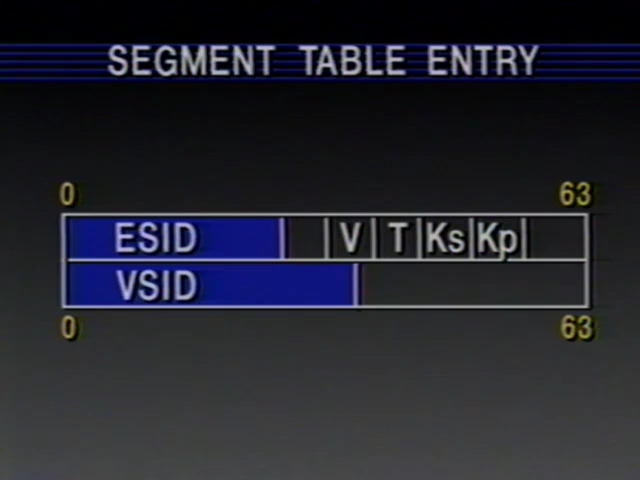 SEGMENT TABLE ENTRY
0 63
ESID V T Ks Kp
VSID
0 63